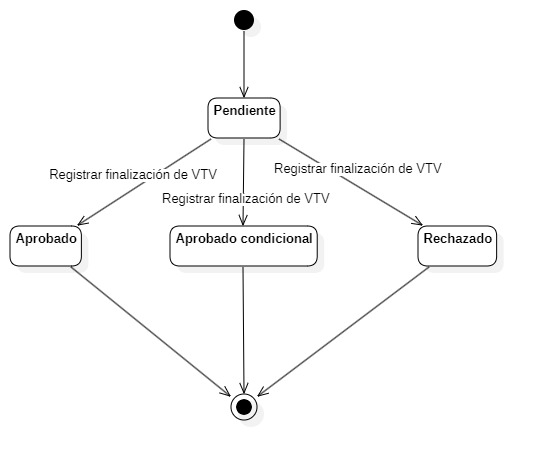 Pendiente
Registrar finalización de VTV
Registrar finalización de VTV
Registrar finalización de VTV
Aprobado
Aprobado condicional
Rechazado